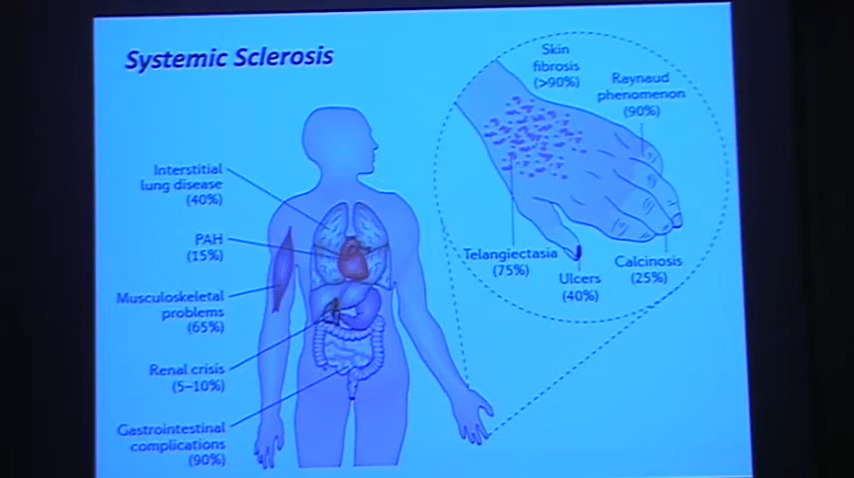 Systemic Sclerosis
Interstitial
lung disease
(40%)
PAH
(15%)
Musculoskeletal
problems
(65%)
Renal crisis
(5–10%)
Gastrointestinal
complications
(90%)
Skin
fibrosis
(>90%)
Raynaud
phenomenon
(90%)
Telangiectasia
(75%)
Ulcers
(40%)
Calcinosis
(25%)